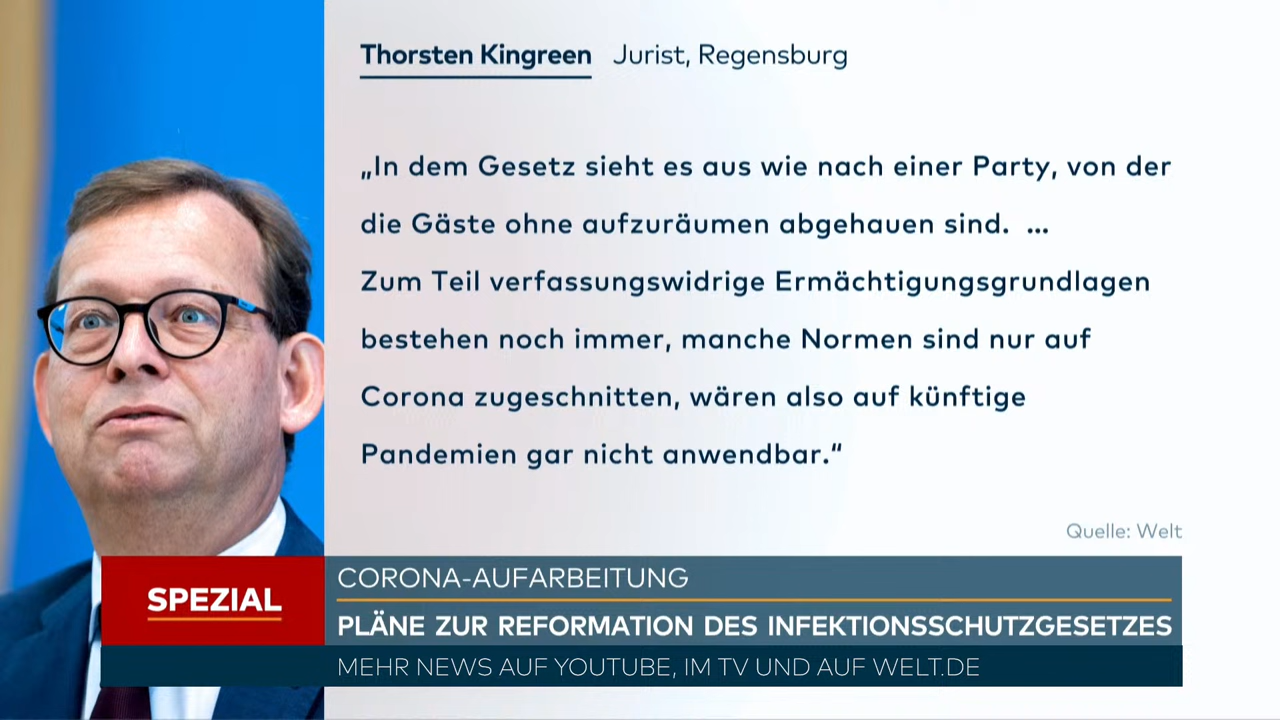 Thorsten Kingreen Jurist, Regensburg
„In dem Gesetz sieht es aus wie nach einer Party, von der
die Gäste ohne aufzuräumen abgehauen sind. ...
Zum Teil verfassungswidrige Ermächtigungsgrundlagen
bestehen noch immer, manche Normen sind nur auf
Corona zugeschnitten, wären also auf künftige
Pandemien gar nicht anwendbar.“
Quelle: Welt
SPEZIAL
CORONA-AUFARBEITUNG
PLÄNE ZUR REFORMATION DES INFEKTIONSSCHUTZGESETZES
MEHR NEWS AUF YOUTUBE, IM TV UND AUF WELT.DE